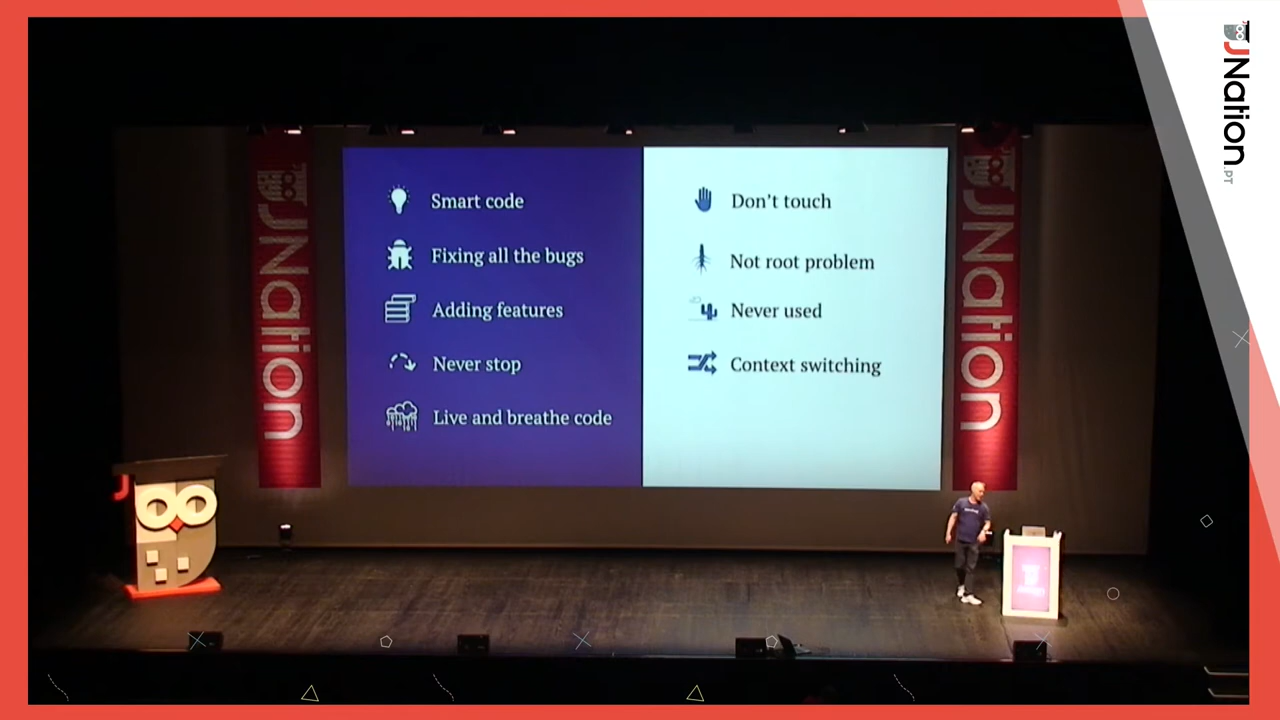 Smart code
Fixing all the bugs
Adding features
Never stop
Live and breathe code
Don't touch
Not root problem
Never used
Context switching
JNation
JNation
JNation.PT